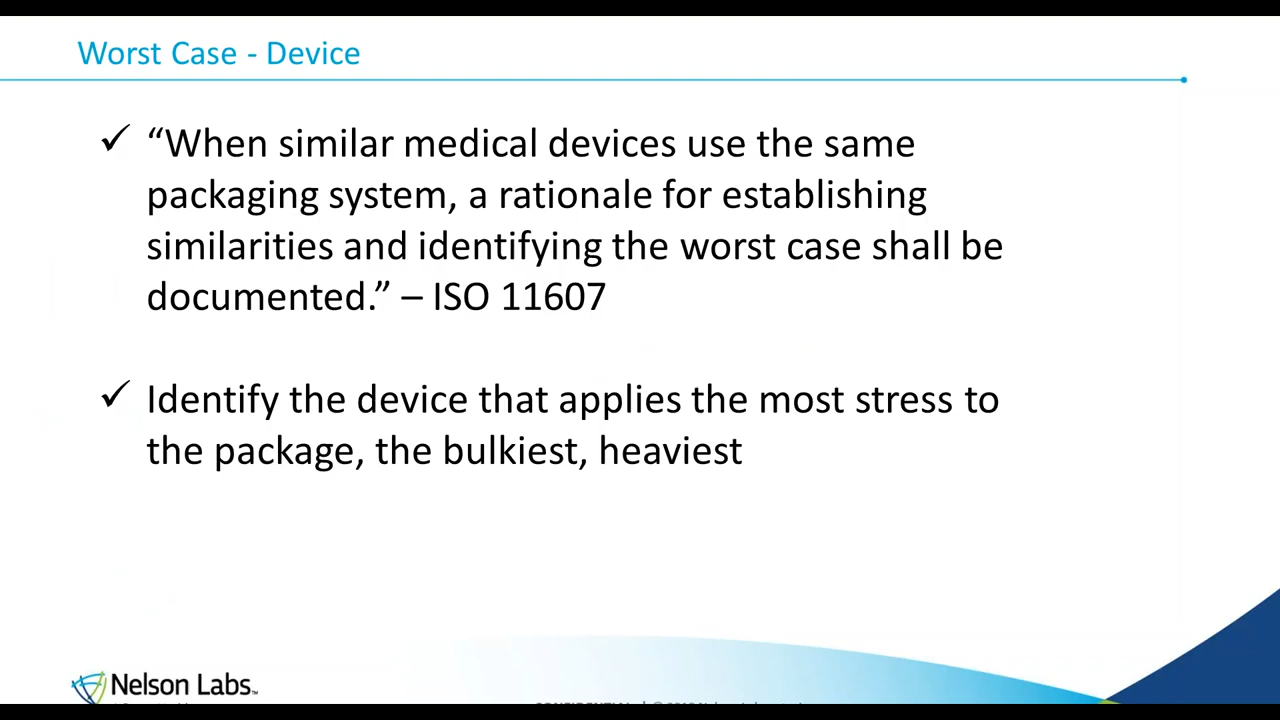 Worst Case - Device
✓ “When similar medical devices use the same
packaging system, a rationale for establishing
similarities and identifying the worst case shall be
documented.” – ISO 11607
✓ Identify the device that applies the most stress to
the package, the bulkiest, heaviest
Nelson Labs™